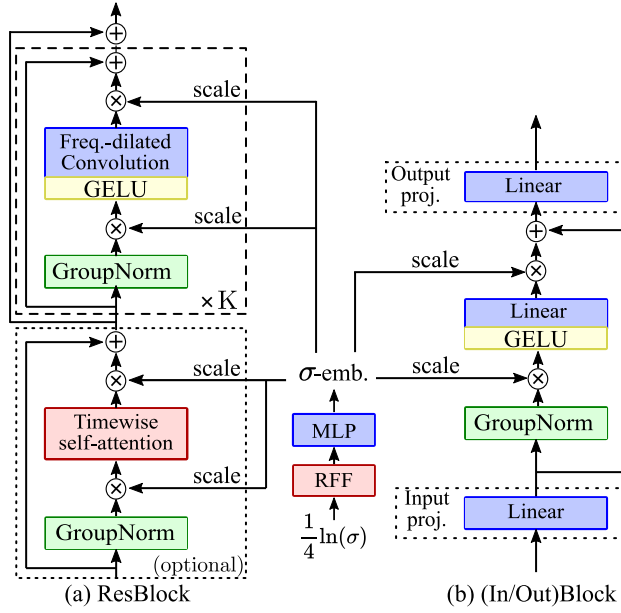 scale
Freq.-dilated
Convolution
GELU
scale
GroupNorm
×K
scale
Timewise
self-attention
scale
GroupNorm
(optional)
(a) ResBlock
σ-emb.
MLP
RFF
1/4 ln(σ)
Output
proj.
Linear
scale
Linear
GELU
scale
GroupNorm
Input
proj.
Linear
(b) (In/Out)Block